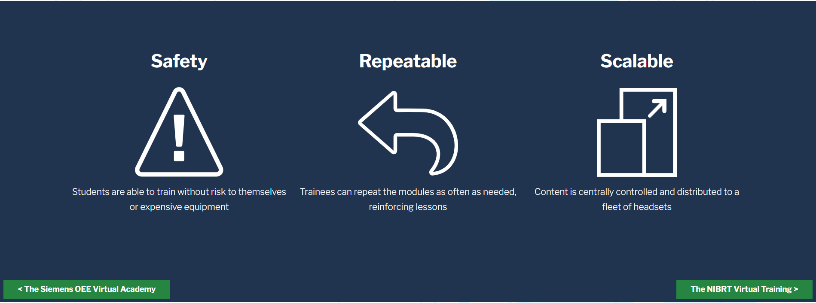 Safety
Repeatable
Scalable
Students are able to train without risk to themselves
or expensive equipment
Trainees can repeat the modules as often as needed,
reinforcing lessons
Content is centrally controlled and distributed to a
fleet of headsets
< The Siemens OEE Virtual Academy
The NIBRT Virtual Training >